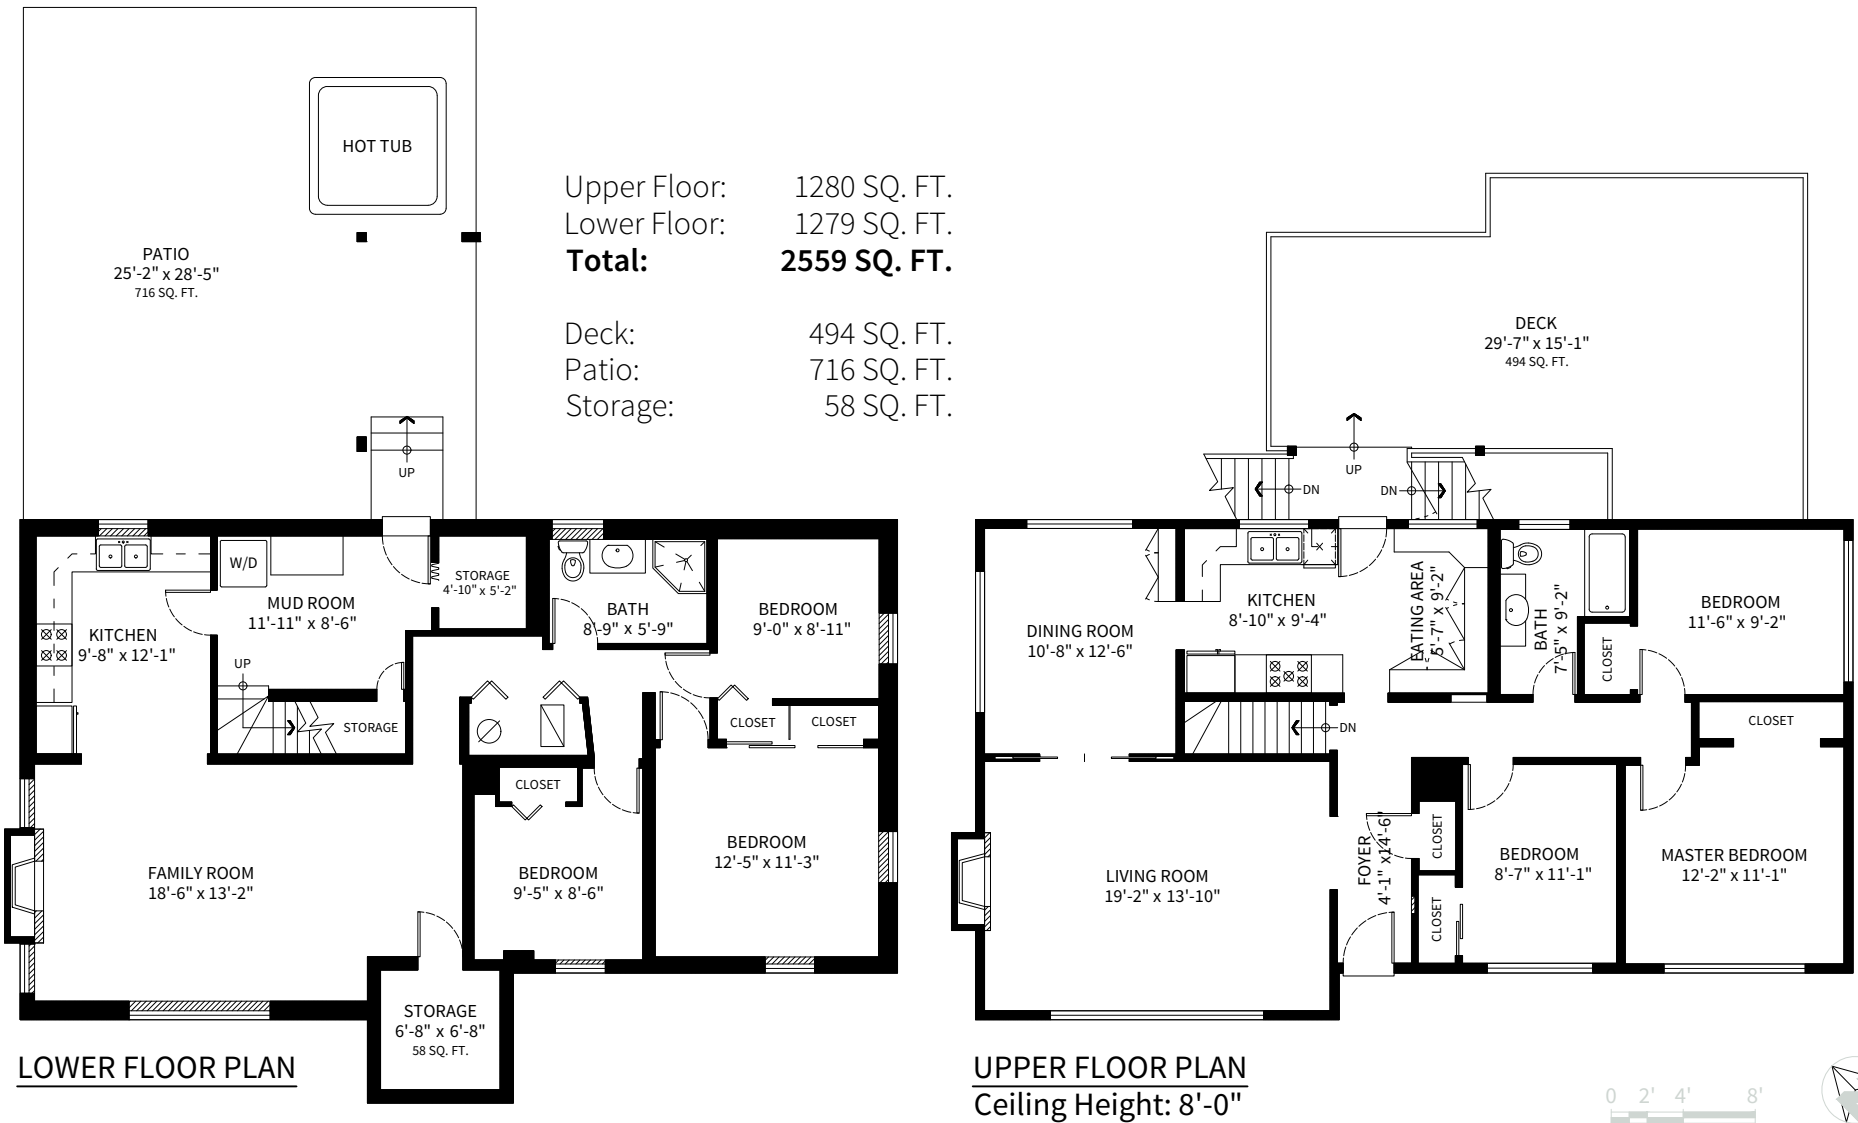 HOT TUB
PATIO
25'-2" x 28'-5"
716 SQ. FT.
UP
Upper Floor: 1280 SQ. FT.
Lower Floor: 1279 SQ. FT.
Total: 2559 SQ. FT.
Deck: 494 SQ. FT.
Patio: 716 SQ. FT.
Storage: 58 SQ. FT.
W/D
STORAGE
4'-10" x 5'-2"
MUD ROOM
11'-11" x 8'-6"
KITCHEN
9'-8" x 12'-1"
BATH
8'-9" x 5'-9"
BEDROOM
9'-0" x 8'-11"
UP
STORAGE
CLOSET
CLOSET
CLOSET
BEDROOM
12'-5" x 11'-3"
FAMILY ROOM
18'-6" x 13'-2"
BEDROOM
9'-5" x 8'-6"
STORAGE
6'-8" x 6'-8"
58 SQ. FT.
LOWER FLOOR PLAN
DECK
29'-7" x 15'-1"
494 SQ. FT.
UP
DN
DN
DINING ROOM
10'-8" x 12'-6"
KITCHEN
8'-10" x 9'-4"
EATING AREA
5'-7" x 9'-2"
BATH
7'-5" x 9'-2"
CLOSET
BEDROOM
11'-6" x 9'-2"
DN
CLOSET
LIVING ROOM
19'-2" x 13'-10"
FOYER
4'-1" x14'-6"
CLOSET
CLOSET
BEDROOM
8'-7" x 11'-1"
MASTER BEDROOM
12'-2" x 11'-1"
UPPER FLOOR PLAN
Ceiling Height: 8'-0"
0 2' 4' 8'